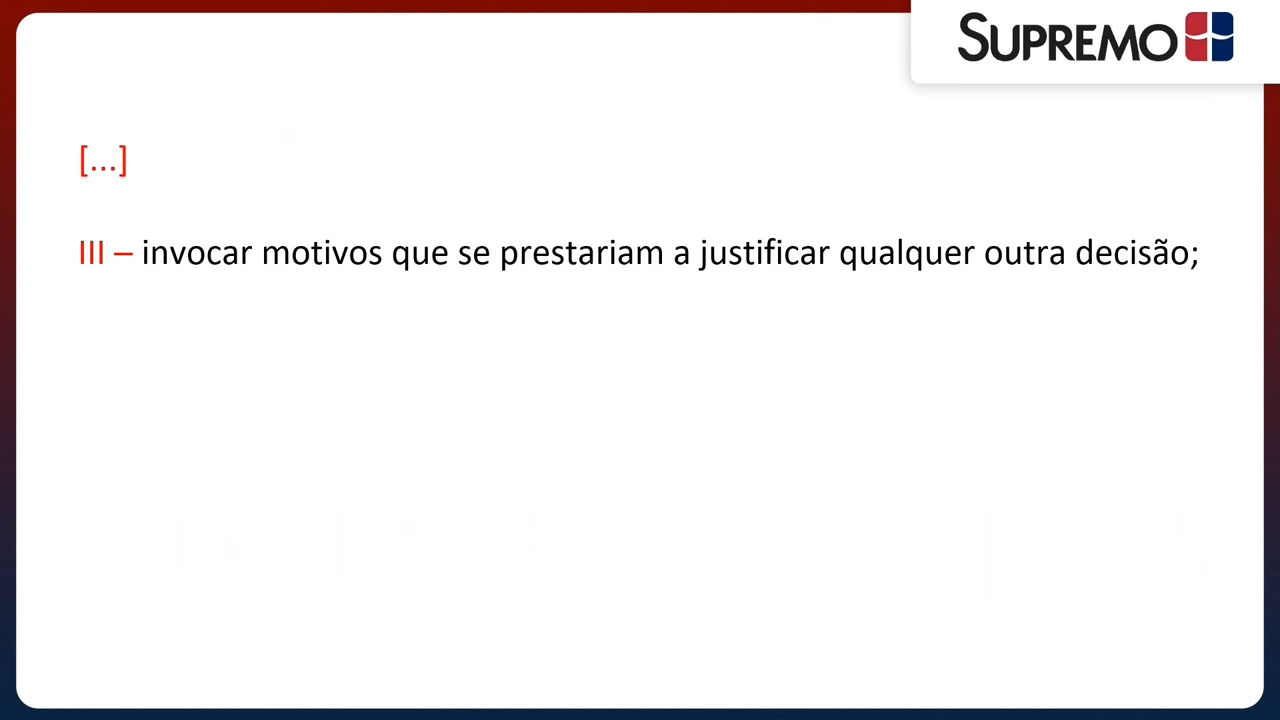 SUPREMO
[...]
III – invocar motivos que se prestariam a justificar qualquer outra decisão;